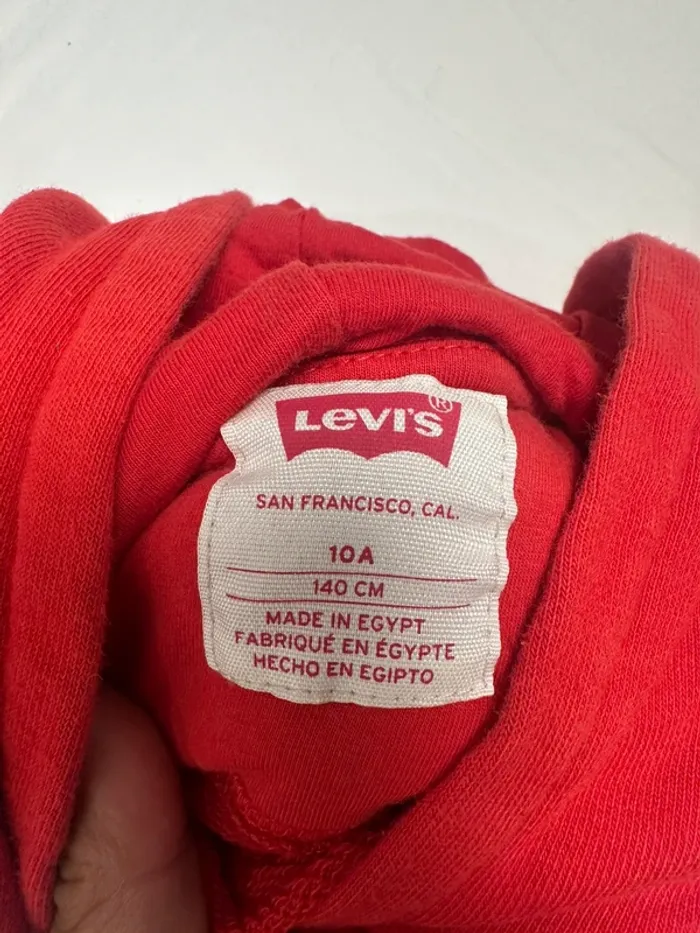 LEVI'S®
SAN FRANCISCO, CAL.
10A
140 CM
MADE IN EGYPT
FABRIQUÉ EN ÉGYPTE
HECHO EN EGIPTO